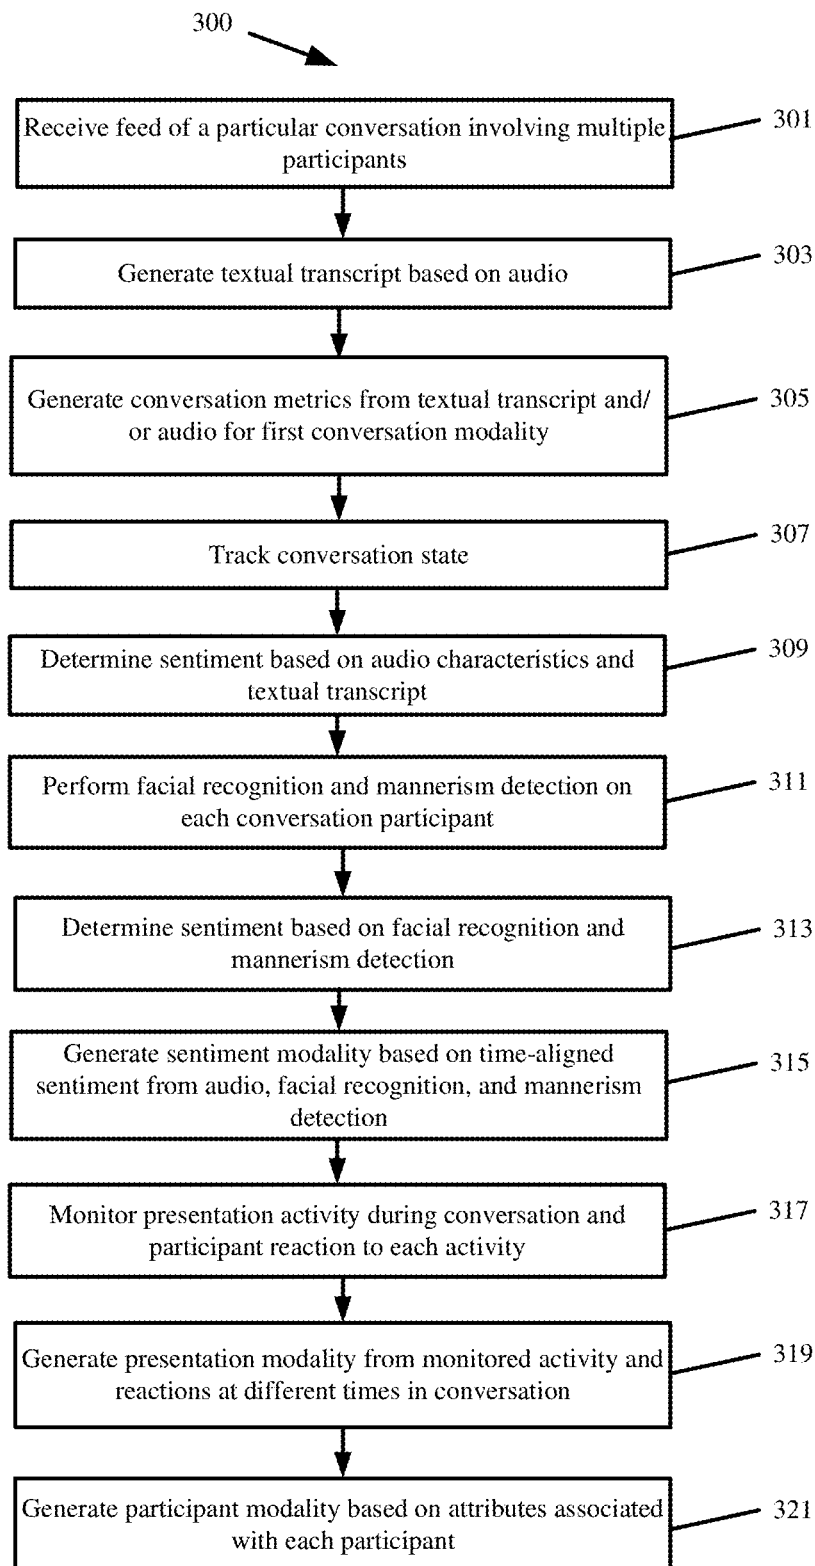 300
Receive feed of a particular conversation involving multiple
participants
301
Generate textual transcript based on audio
303
Generate conversation metrics from textual transcript and/
or audio for first conversation modality
305
Track conversation state
307
Determine sentiment based on audio characteristics and
textual transcript
309
Perform facial recognition and mannerism detection on
each conversation participant
311
Determine sentiment based on facial recognition and
mannerism detection
313
Generate sentiment modality based on time-aligned
sentiment from audio, facial recognition, and mannerism
detection
315
Monitor presentation activity during conversation and
participant reaction to each activity
317
Generate presentation modality from monitored activity and
reactions at different times in conversation
319
Generate participant modality based on attributes associated
with each participant
321